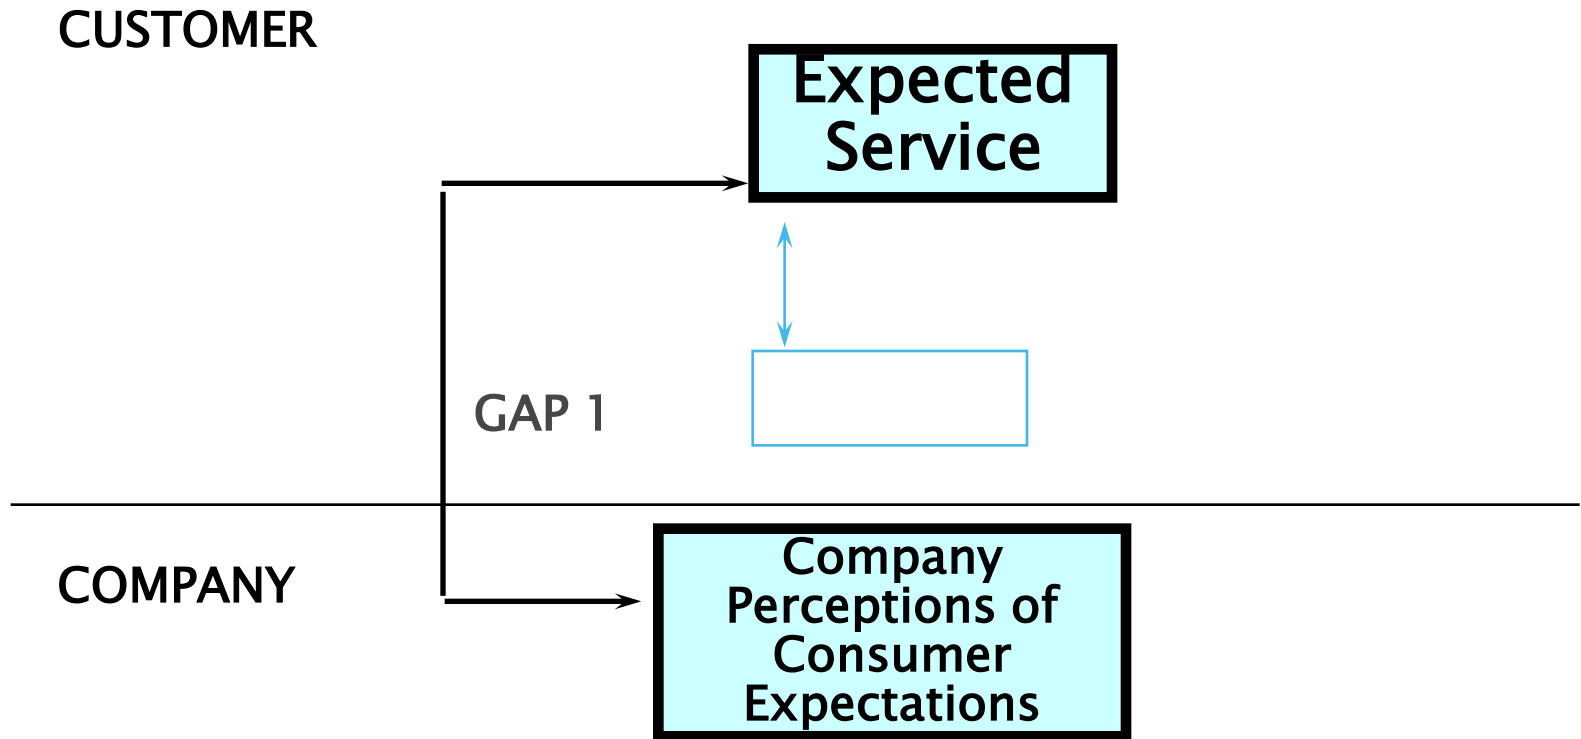 CUSTOMER
Expected
Service
GAP 1
COMPANY
Company
Perceptions of
Consumer
Expectations